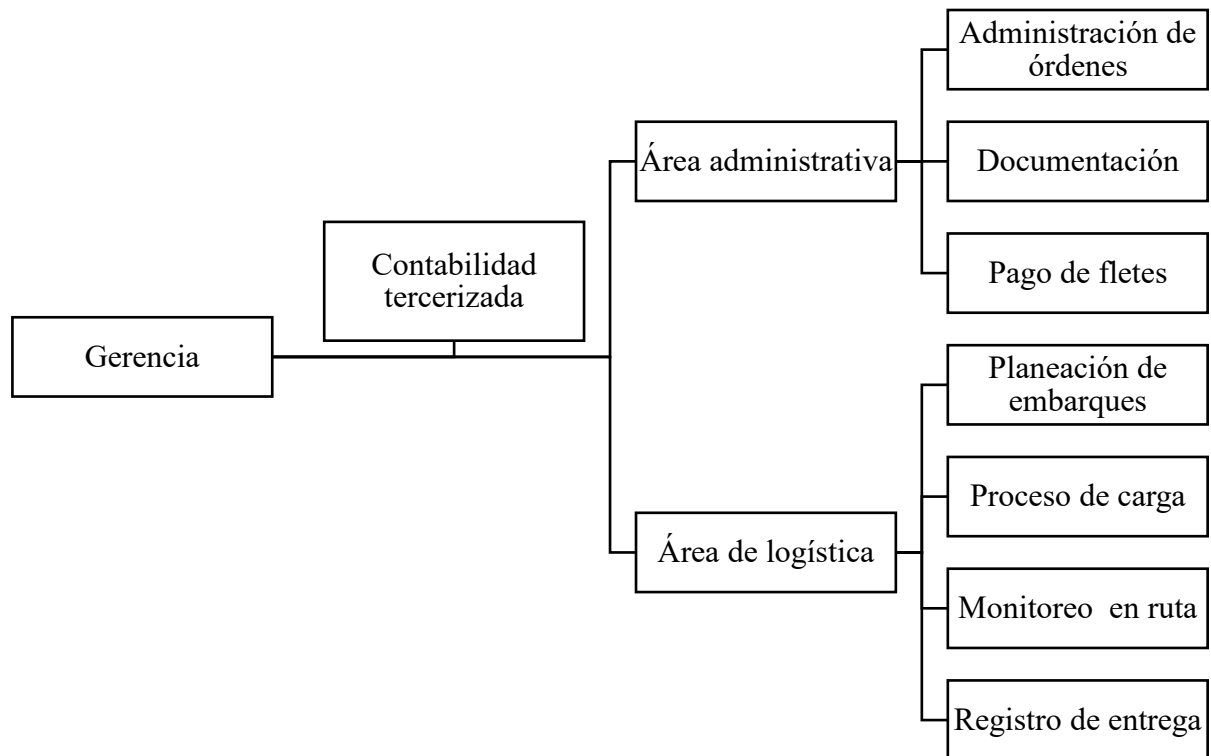 Gerencia
Contabilidad
tercerizada
Área administrativa
Administración de
órdenes
Documentación
Pago de fletes
Área de logística
Planeación de
embarques
Proceso de carga
Monitoreo  en ruta
Registro de entrega